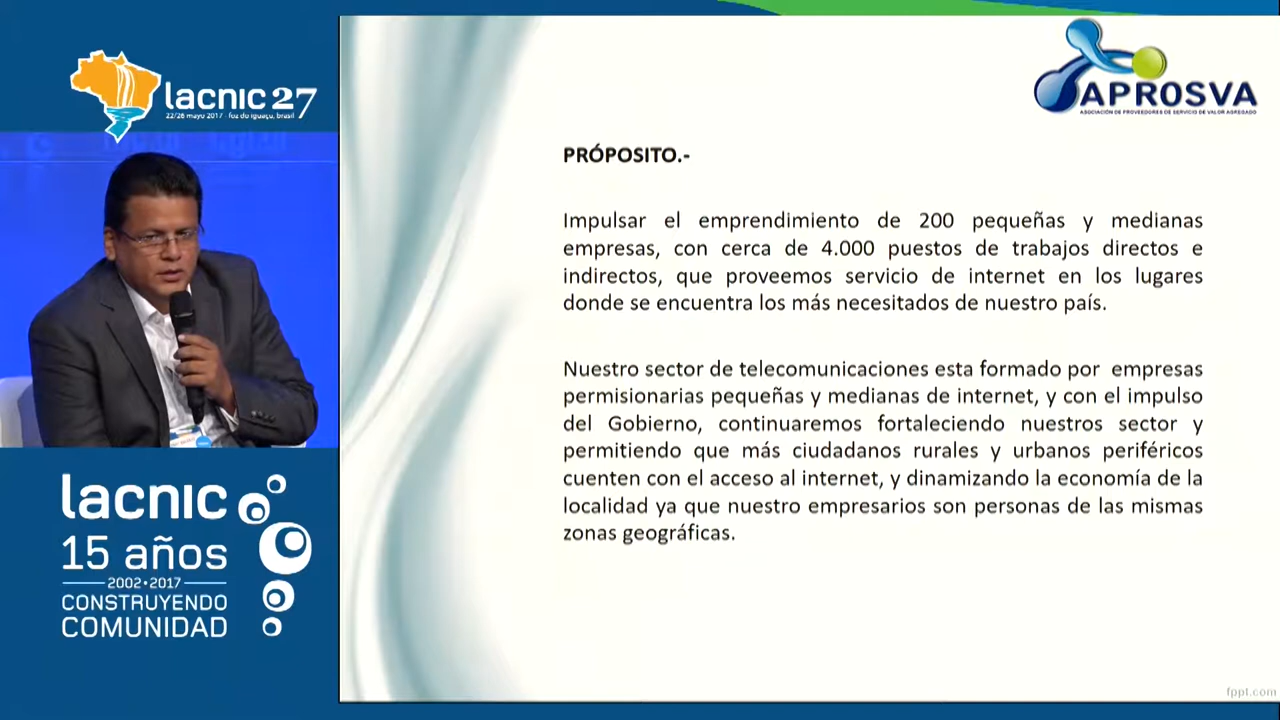 lacnic 27
22/26 mayo 2017 - foz do iguaçu, brasil
lacnic
15 años
2002•2017
CONSTRUYENDO
COMUNIDAD
APROSVA
ASOCIACIÓN DE PROVEEDORES DE SERVICIO DE VALOR AGREGADO
PRÓPOSITO.-
Impulsar el emprendimiento de 200 pequeñas y medianas
empresas, con cerca de 4.000 puestos de trabajos directos e
indirectos, que proveemos servicio de internet en los lugares
donde se encuentra los más necesitados de nuestro país.
Nuestro sector de telecomunicaciones esta formado por empresas
permisionarias pequeñas y medianas de internet, y con el impulso
del Gobierno, continuaremos fortaleciendo nuestros sector y
permitiendo que más ciudadanos rurales y urbanos periféricos
cuenten con el acceso al internet, y dinamizando la economía de la
localidad ya que nuestro empresarios son personas de las mismas
zonas geográficas.
fppt.com